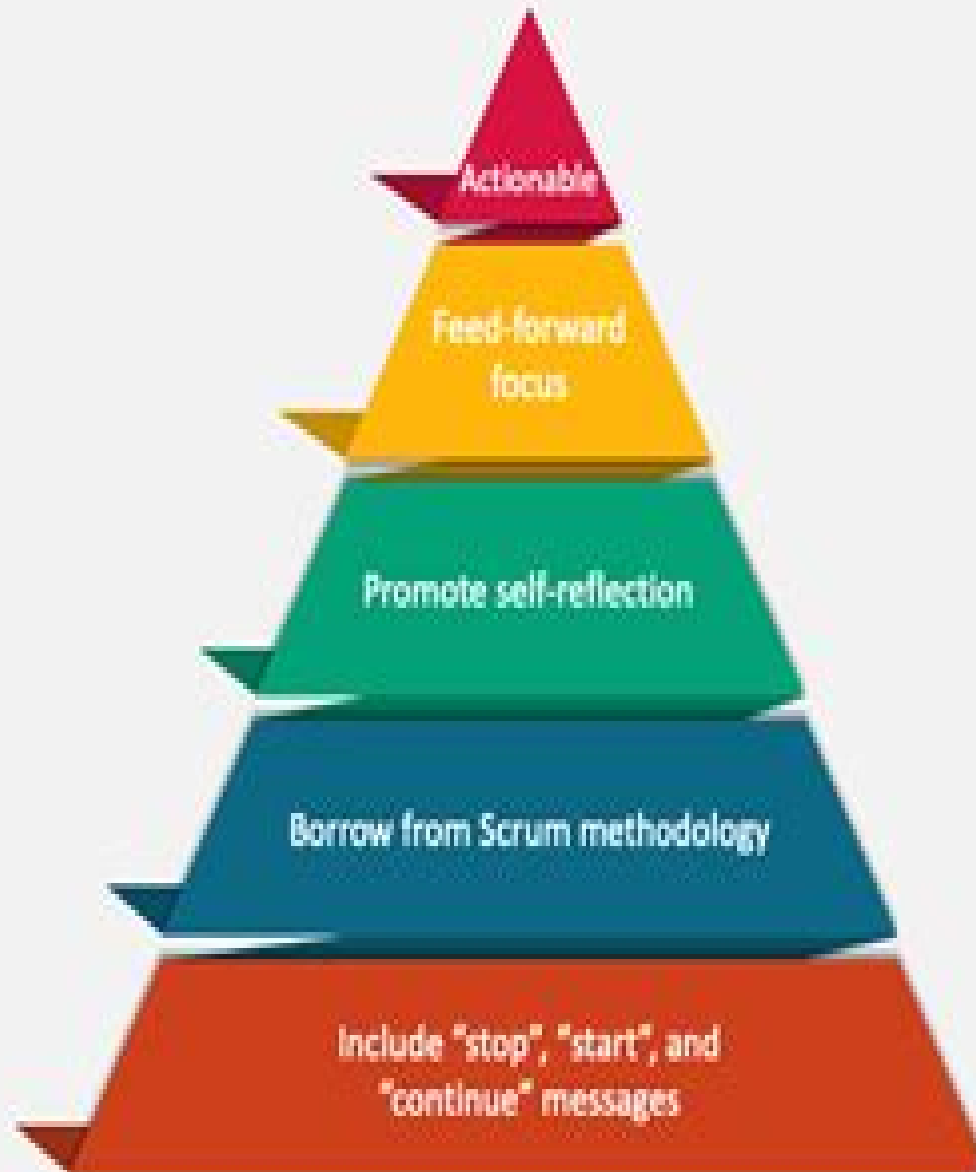 Actionable
Feed-forward
focus
Promote self-reflection
Borrow from Scrum methodology
Include "stop", "start", and
"continue" messages